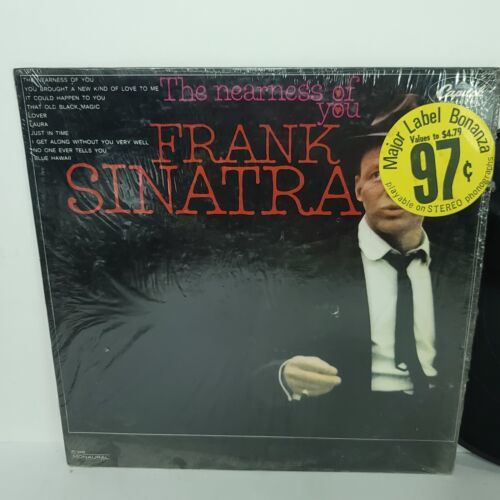 THE NEARNESS OF YOU
YOU BROUGHT A NEW KIND OF LOVE TO ME
IT COULD HAPPEN TO YOU
THAT OLD BLACK MAGIC
LOVER
LAURA
JUST IN TIME
I GET ALONG WITHOUT YOU VERY WELL
NO ONE EVER TELLS YOU
BLUE HAWAII
The nearness of
you
FRANK
SINATRA
Capitol
Major Label Bonanza
Values to $4.79
97¢
playable on STEREO phonographs
MONAURAL